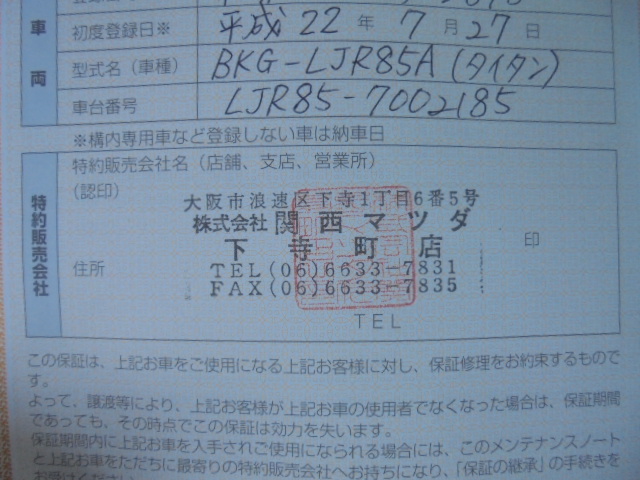 車両
初度登録日※ 平成22年7月27日
型式名（車種） BKG-LJR85A（タイタン）
車台番号 LJR85-7002185
※構内専用車など登録しない車は納車日
特約販売会社
特約販売会社名（店舗、支店、営業所）
（認印）
大阪市浪速区下寺1丁目6番5号
株式会社 関西マツダ
下寺町店
印
住所
TEL(06)6633-7831
FAX(06)6633-7835
TEL
この保証は、上記お車をご使用になる上記お客様に対し、保証修理をお約束するもので
す。
よって、譲渡等により、上記お客様が上記お車の使用者でなくなった場合は、保証期間
であっても、その時点でこの保証は効力を失います。
保証期間内に上記お車を入手されご使用になられる場合には、このメンテナンスノート
と上記お車をただちに最寄りの特約販売会社へお持ちになり、「保証の継承」の手続きを